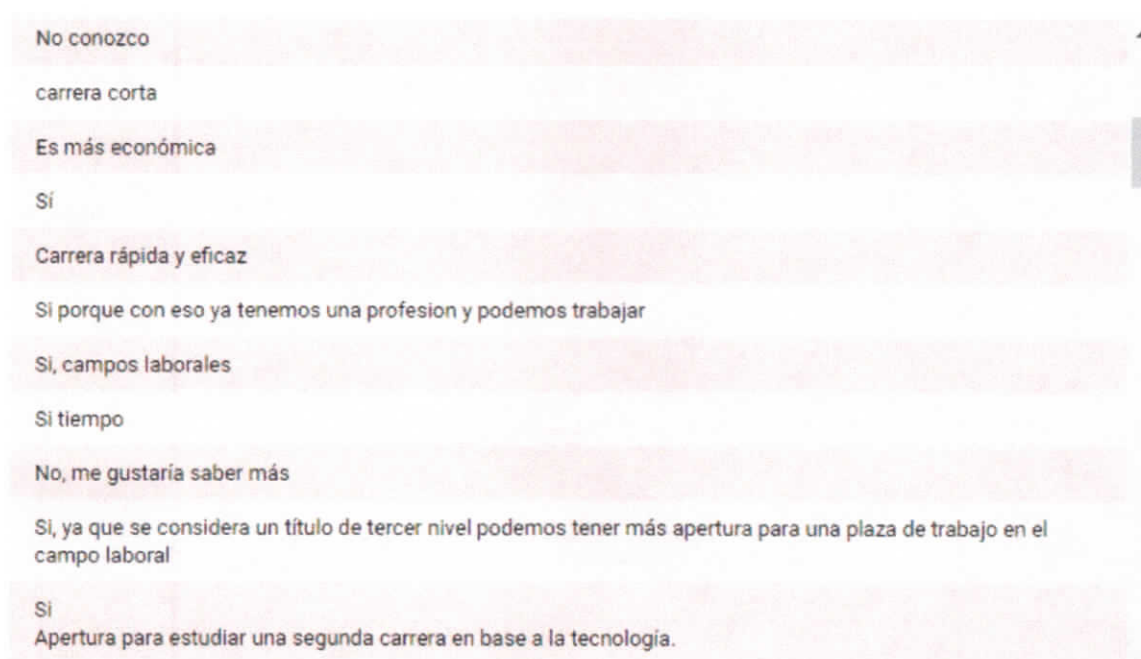 No conozco
carrera corta
Es más económica
Sí
Carrera rápida y eficaz
Si porque con eso ya tenemos una profesion y podemos trabajar
Si, campos laborales
Si tiempo
No, me gustaría saber más
Si, ya que se considera un título de tercer nivel podemos tener más apertura para una plaza de trabajo en el
campo laboral
Si
Apertura para estudiar una segunda carrera en base a la tecnología.